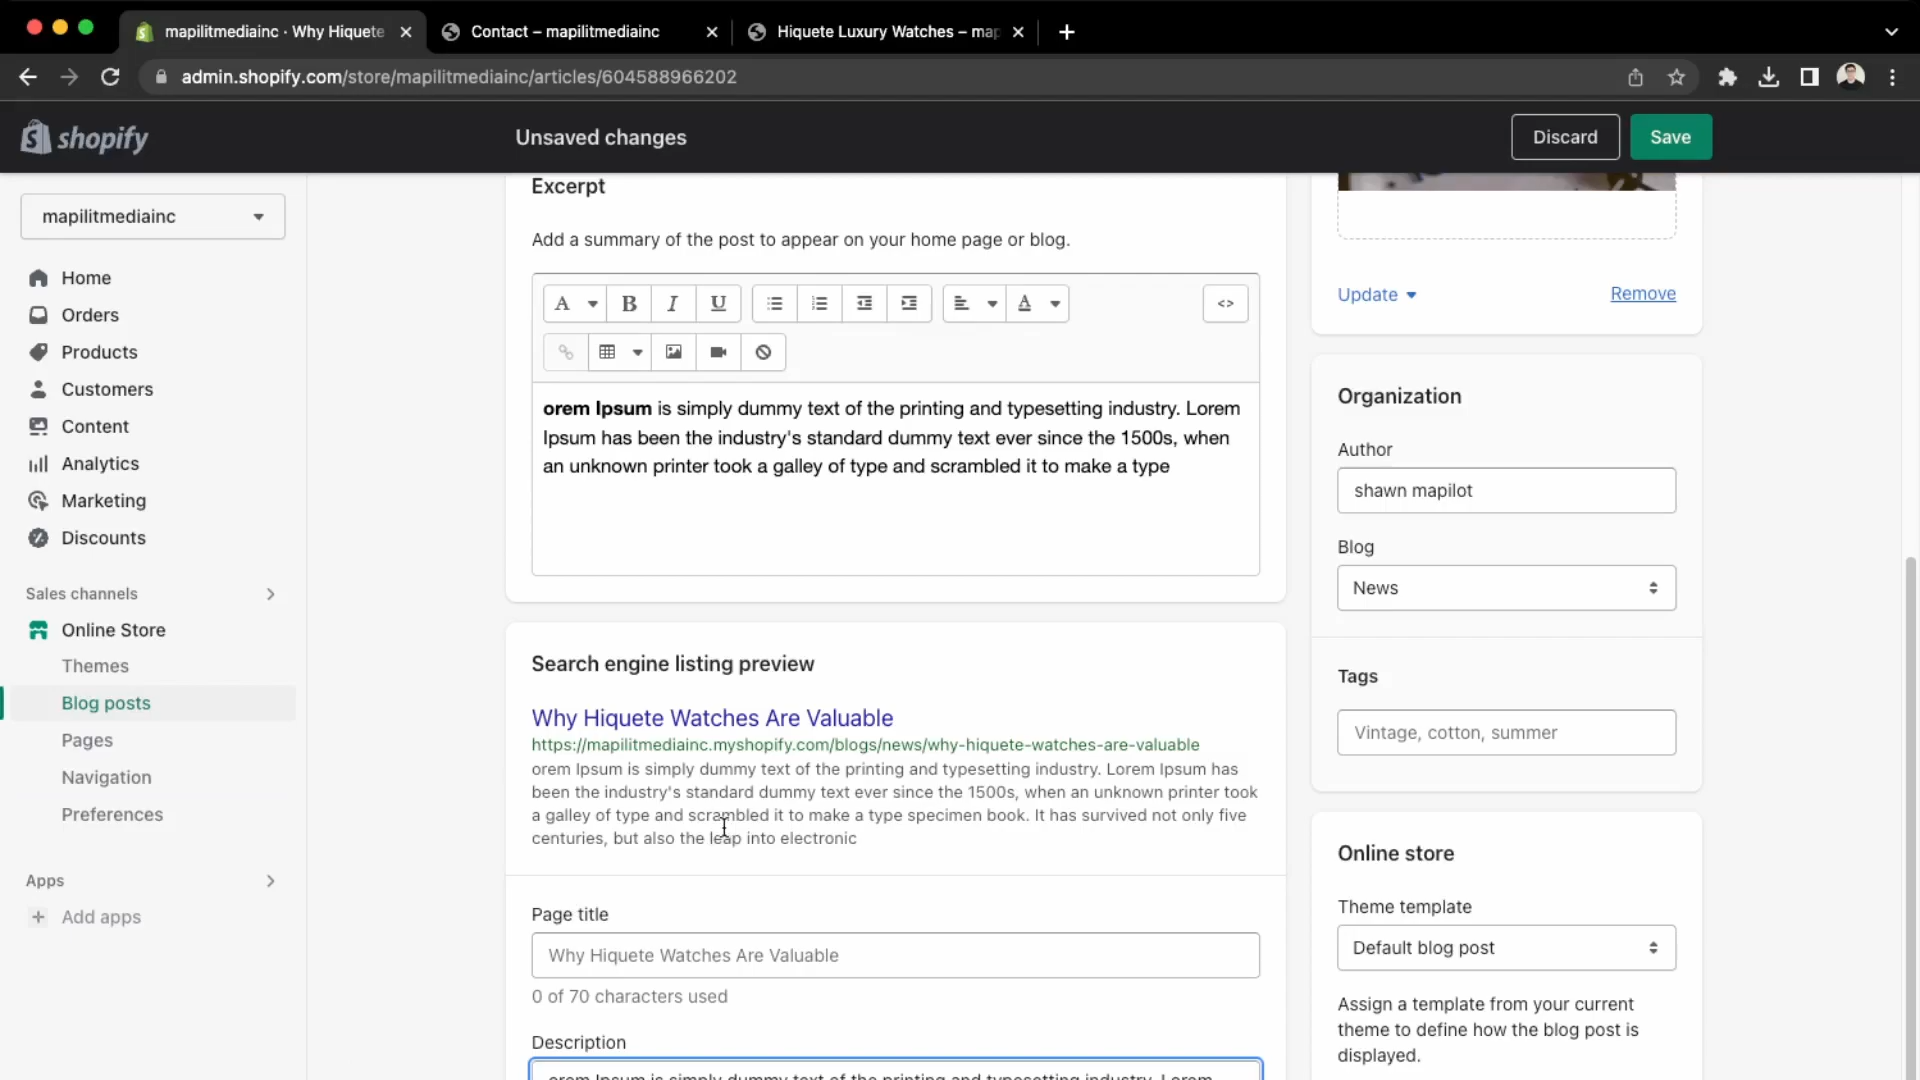 mapilitmediainc · Why Hiquete
Contact – mapilitmediainc
Hiquete Luxury Watches – map
admin.shopify.com/store/mapilitmediainc/articles/604588966202
shopify
Unsaved changes
Discard
Save
mapilitmediainc
Home
Orders
Products
Customers
Content
Analytics
Marketing
Discounts
Sales channels
Online Store
Themes
Blog posts
Pages
Navigation
Preferences
Apps
Add apps
Excerpt
Add a summary of the post to appear on your home page or blog.
A
B
I
U
A
<>
orem Ipsum is simply dummy text of the printing and typesetting industry. Lorem
Ipsum has been the industry's standard dummy text ever since the 1500s, when
an unknown printer took a galley of type and scrambled it to make a type
Search engine listing preview
Why Hiquete Watches Are Valuable
https://mapilitmediainc.myshopify.com/blogs/news/why-hiquete-watches-are-valuable
orem Ipsum is simply dummy text of the printing and typesetting industry. Lorem Ipsum has
been the industry's standard dummy text ever since the 1500s, when an unknown printer took
a galley of type and scrambled it to make a type specimen book. It has survived not only five
centuries, but also the leap into electronic
Page title
Why Hiquete Watches Are Valuable
0 of 70 characters used
Description
orem Ipsum is simply dummy text of the printing and typesetting industry. Lorem
Update
Remove
Organization
Author
shawn mapilot
Blog
News
Tags
Vintage, cotton, summer
Online store
Theme template
Default blog post
Assign a template from your current
theme to define how the blog post is
displayed.